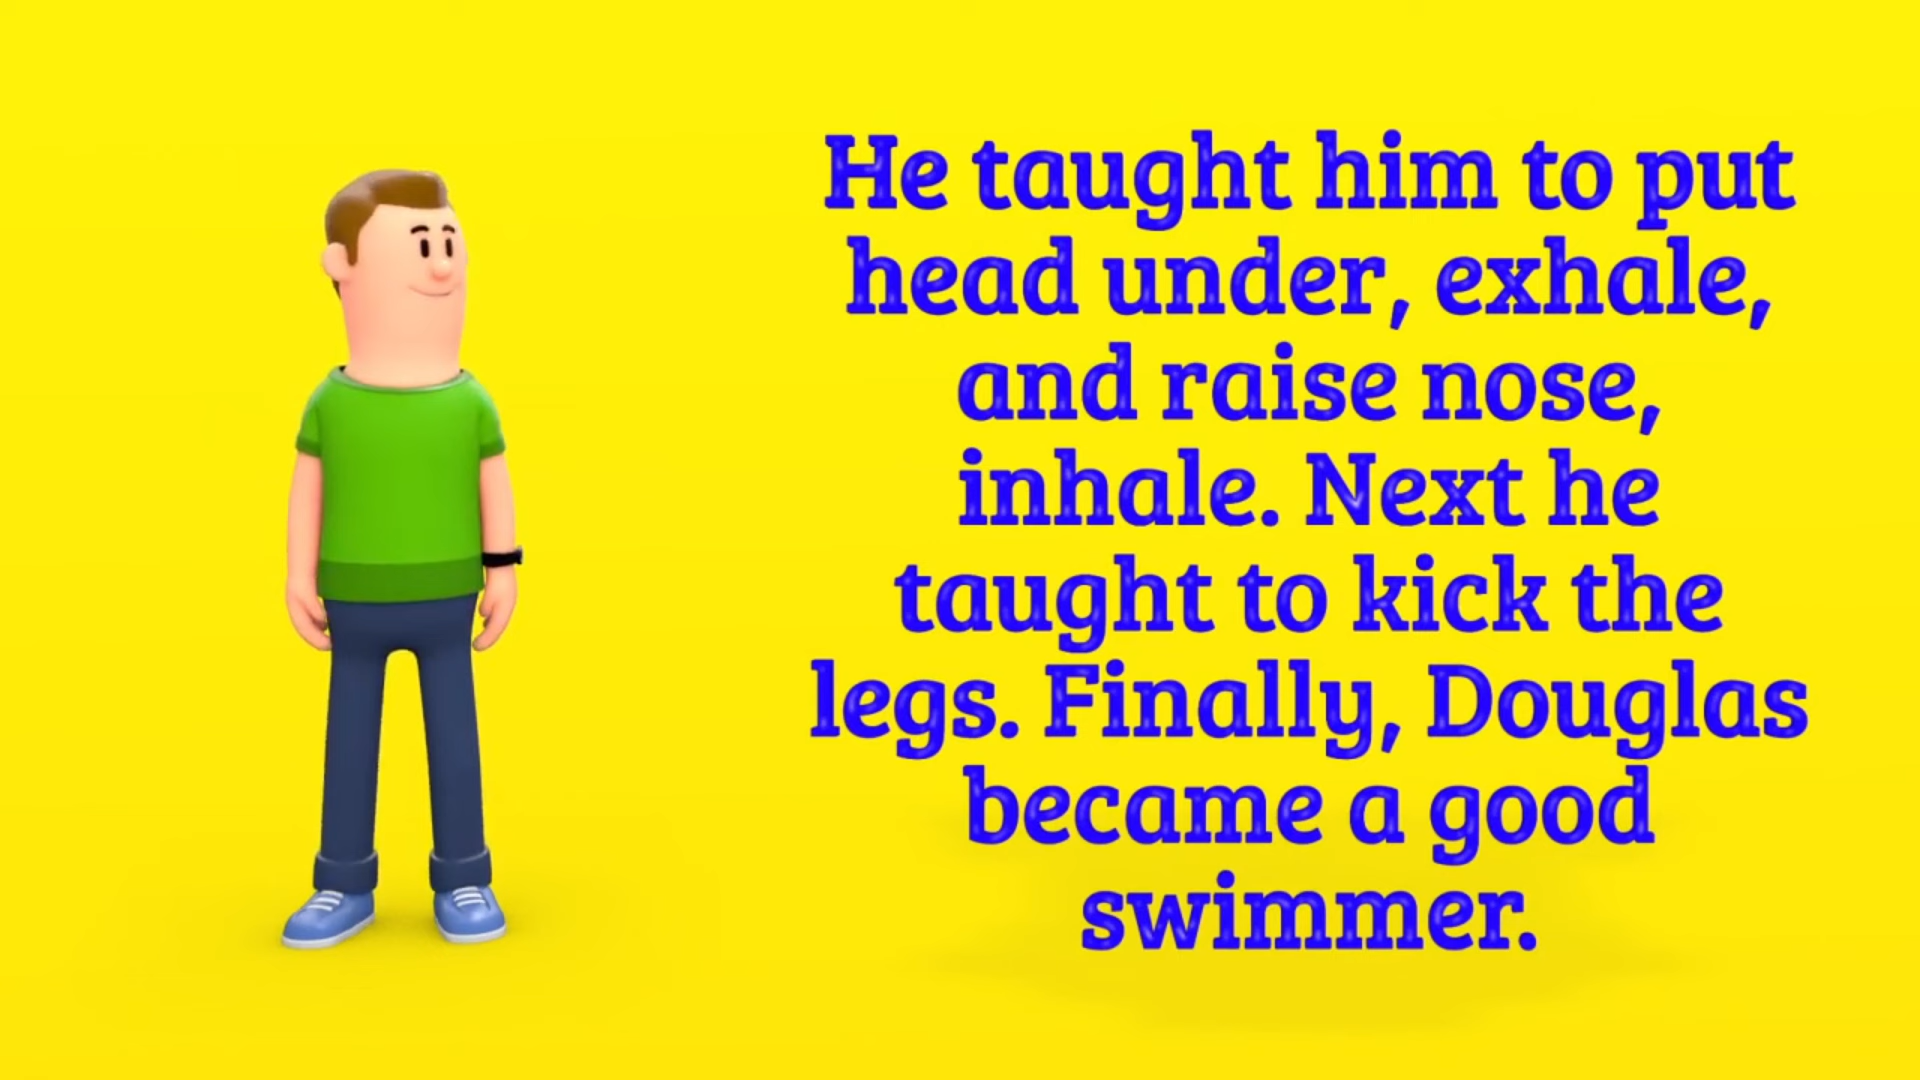 He taught him to put
head under, exhale,
and raise nose,
inhale. Next he
taught to kick the
legs. Finally, Douglas
became a good
swimmer.